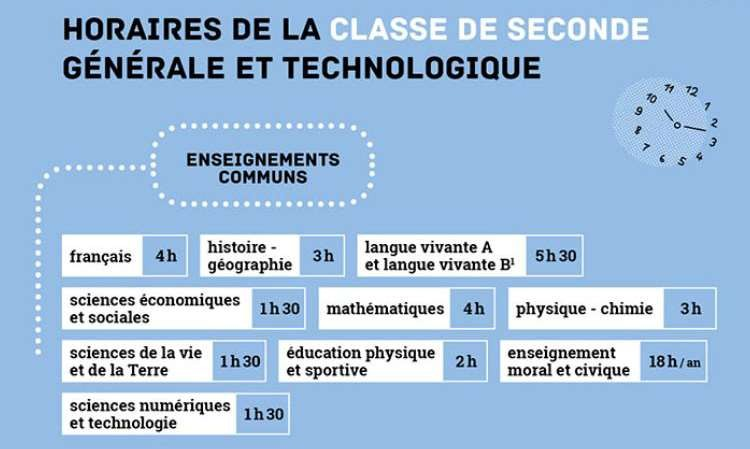 HORAIRES DE LA CLASSE DE SECONDE
GÉNÉRALE ET TECHNOLOGIQUE
10 11 12 1 2 3 4 5 6 7 8 9
ENSEIGNEMENTS
COMMUNS
français 4 h
histoire -
géographie 3 h
langue vivante A
et langue vivante B¹ 5 h 30
sciences économiques
et sociales 1 h 30
mathématiques 4 h
physique - chimie 3 h
sciences de la vie
et de la Terre 1 h 30
éducation physique
et sportive 2 h
enseignement
moral et civique 18 h / an
sciences numériques
et technologie 1 h 30